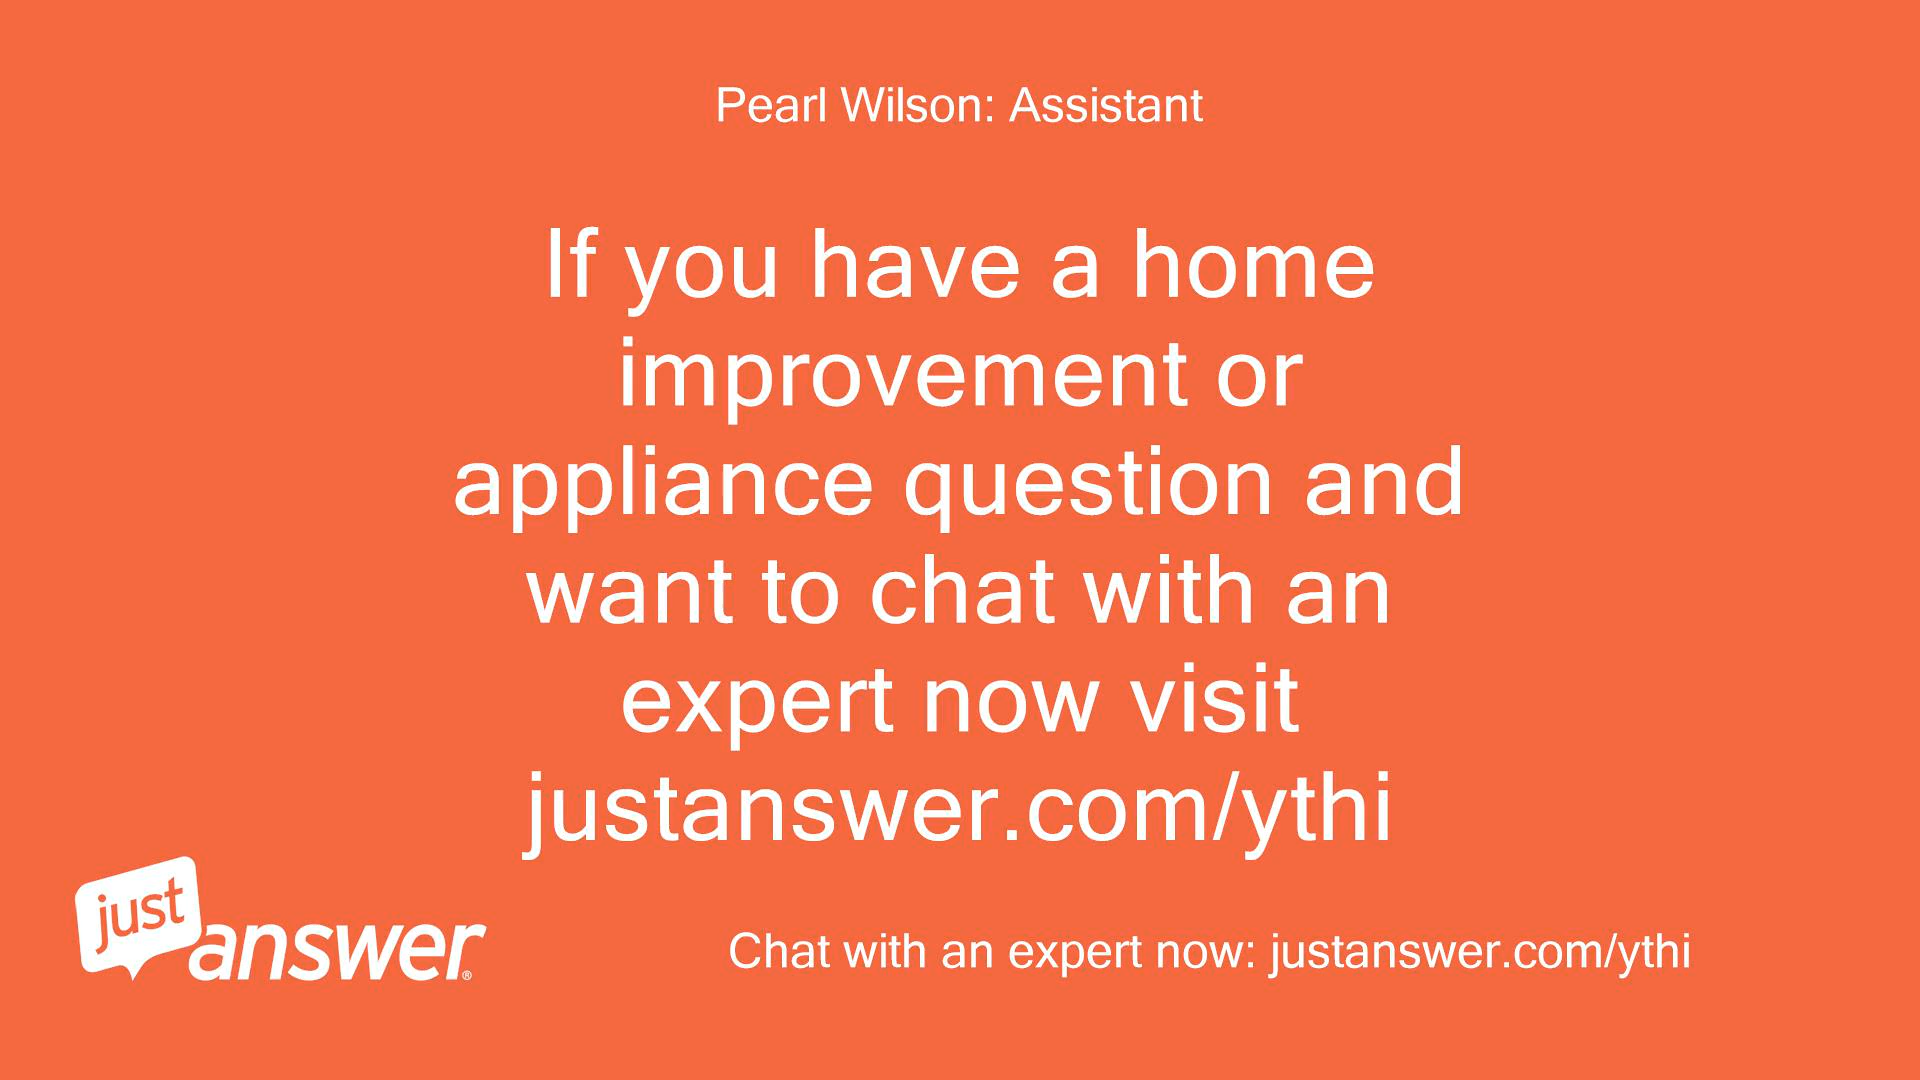 Pearl Wilson: Assistant
If you have a home
improvement or
appliance question and
want to chat with an
expert now visit
justanswer.com/ythi
just
answer®
Chat with an expert now: justanswer.com/ythi